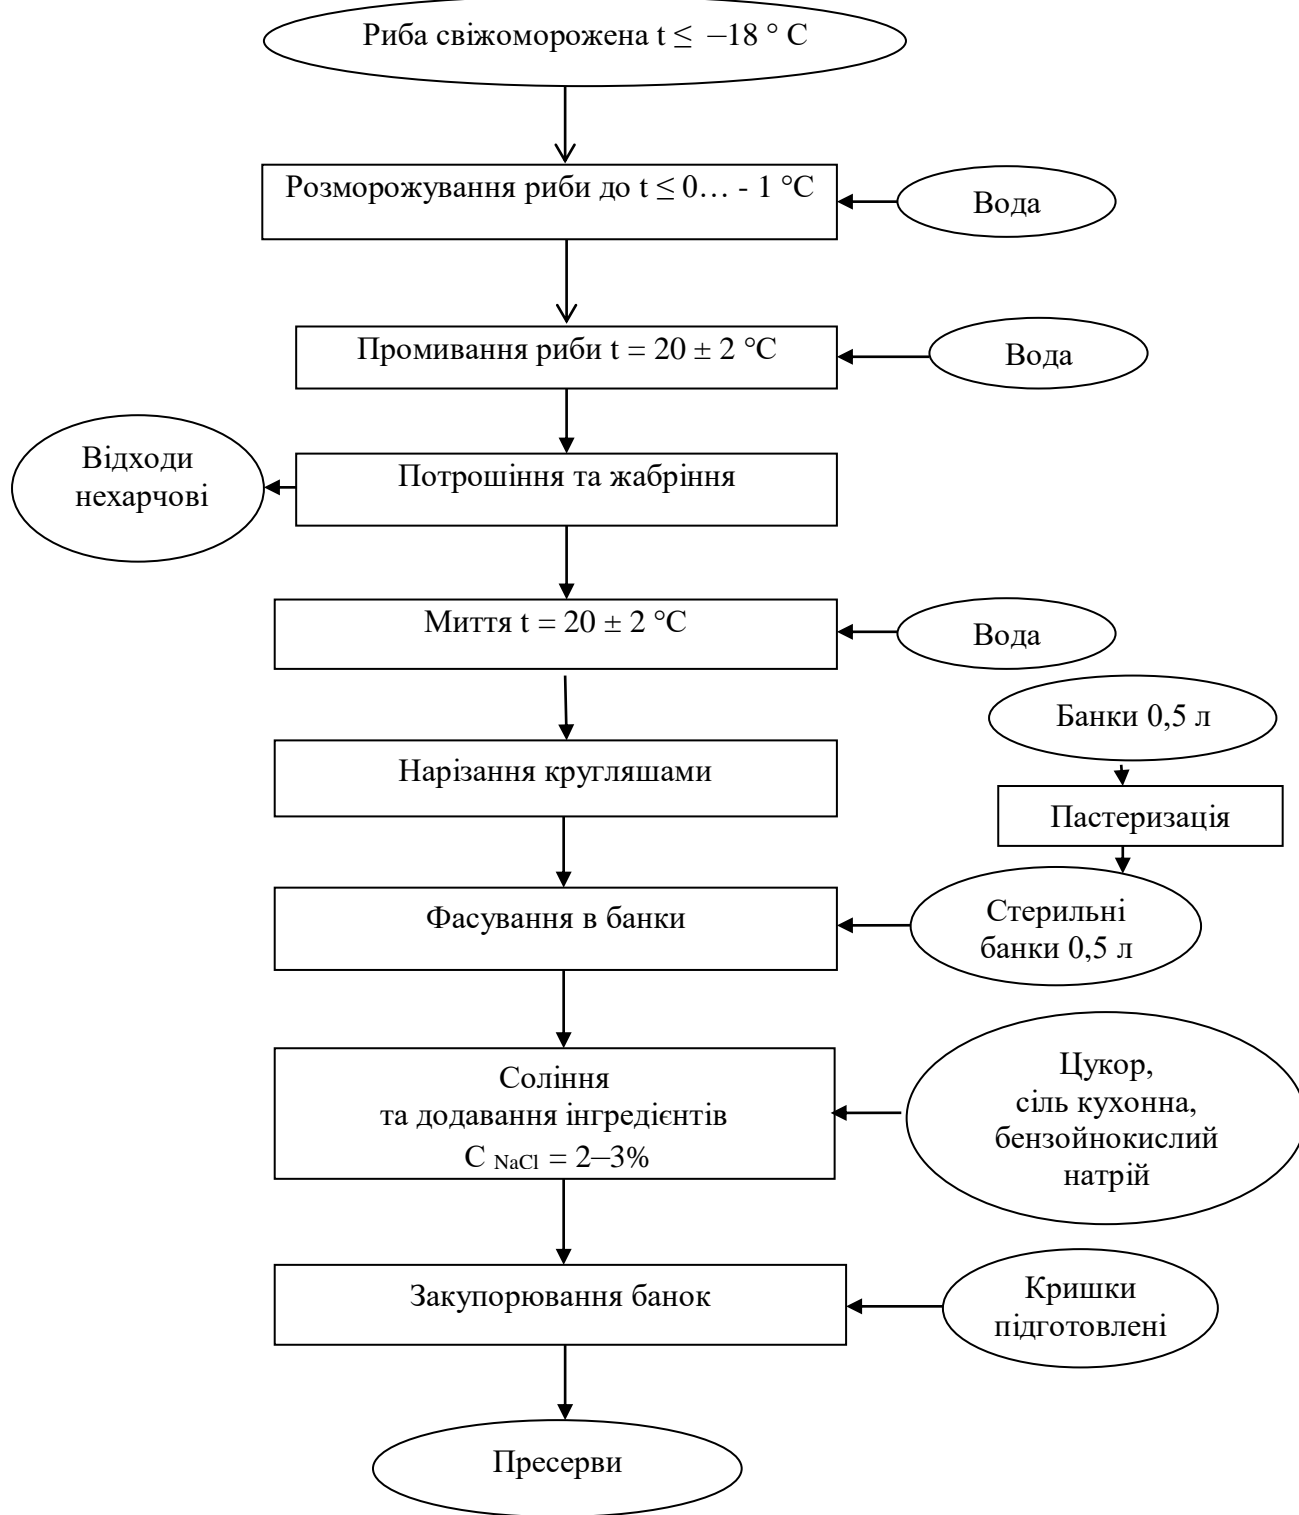 Риба свіжоморожена t ≤ –18 ° С
Розморожування риби до t ≤ 0… - 1 °С
Вода
Промивання риби t = 20 ± 2 °С
Вода
Відходи
нехарчові
Потрошіння та жабріння
Миття t = 20 ± 2 °С
Вода
Банки 0,5 л
Нарізання кругляшами
Пастеризація
Фасування в банки
Стерильні
банки 0,5 л
Соління
та додавання інгредієнтів
С NaCl = 2–3%
Цукор,
сіль кухонна,
бензойнокислий
натрій
Закупорювання банок
Кришки
підготовлені
Пресерви